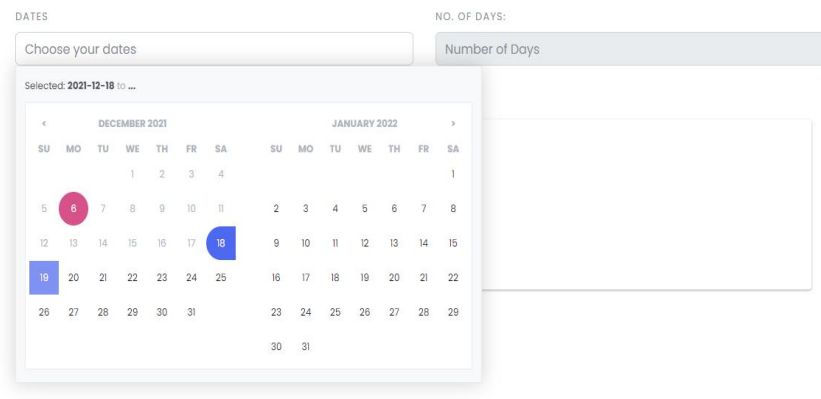 DATES
NO. OF DAYS:
Choose your dates
Number of Days
Selected: 2021-12-18 to ...
< DECEMBER 2021
SU MO TU WE TH FR SA
1 2 3 4
5 6 7 8 9 10 11
12 13 14 15 16 17 18
19 20 21 22 23 24 25
26 27 28 29 30 31
JANUARY 2022 >
SU MO TU WE TH FR SA
1
2 3 4 5 6 7 8
9 10 11 12 13 14 15
16 17 18 19 20 21 22
23 24 25 26 27 28 29
30 31